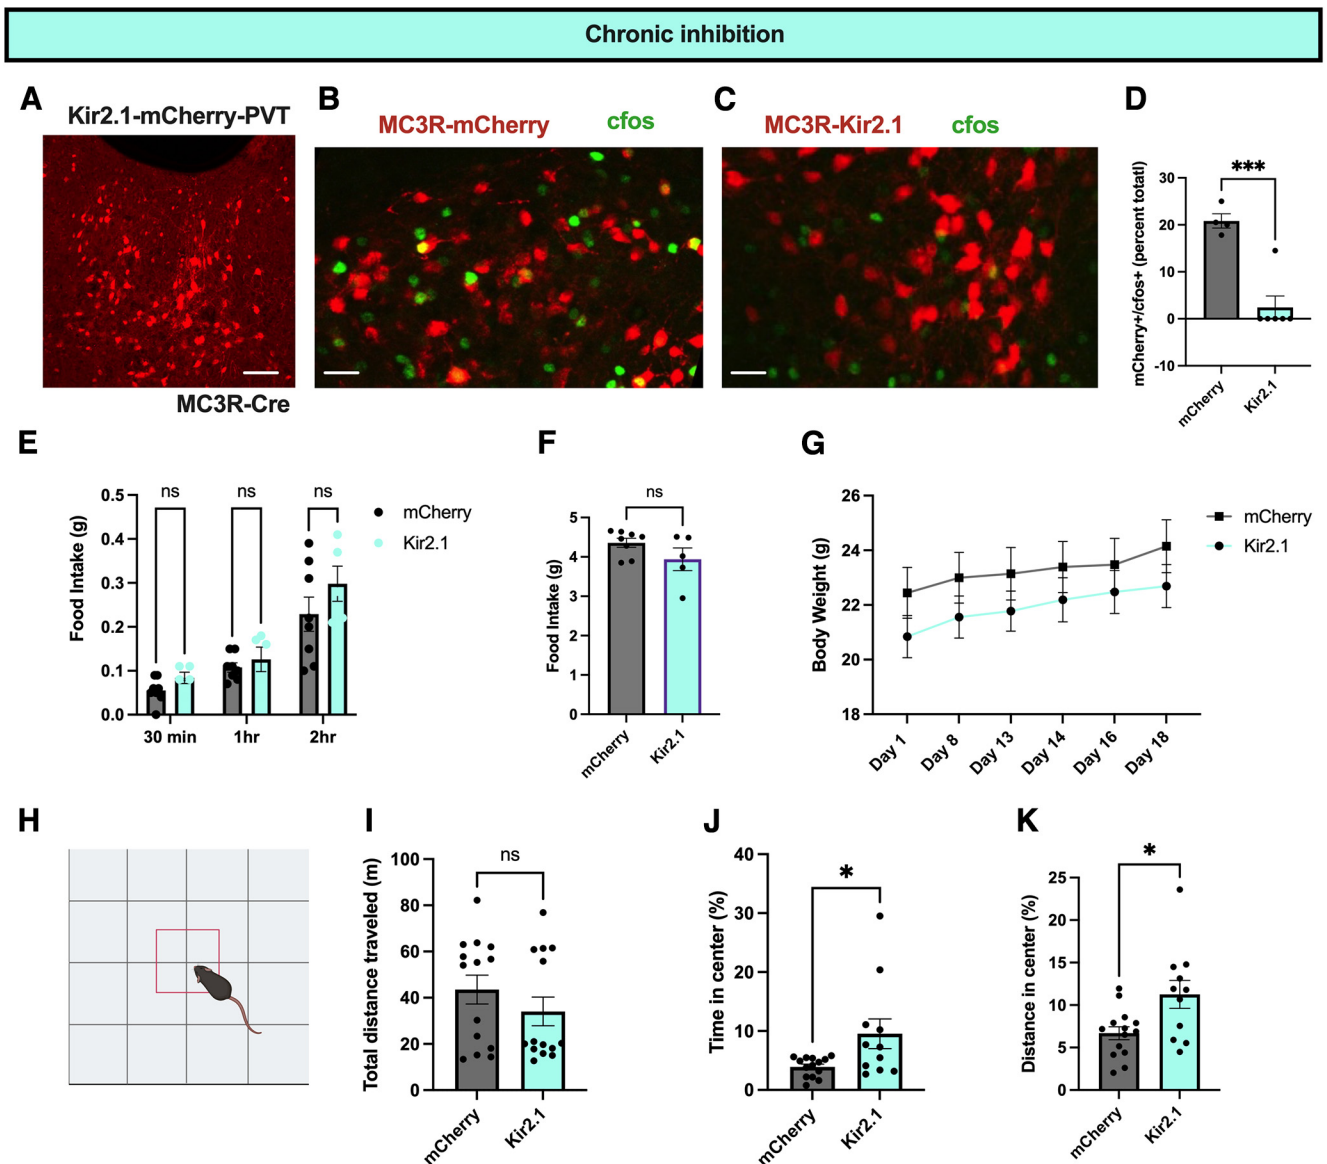 Chronic inhibition
A
Kir2.1-mCherry-PVT
MC3R-Cre
B
MC3R-mCherry cfos
C
MC3R-Kir2.1 cfos
D
***
mCherry+/cfos+ (percent totatl)
30
20
10
0
-10
mCherry
Kir2.1
E
Food Intake (g)
0.5
0.4
0.3
0.2
0.1
0.0
ns
ns
ns
30 min
1hr
2hr
mCherry
Kir2.1
F
Food Intake (g)
5
4
3
2
1
0
ns
mCherry
Kir2.1
G
Body Weight (g)
26
24
22
20
18
Day 1
Day 8
Day 13
Day 14
Day 16
Day 18
mCherry
Kir2.1
H
I
Total distance traveled (m)
100
80
60
40
20
0
ns
mCherry
Kir2.1
J
Time in center (%)
40
30
20
10
0
*
mCherry
Kir2.1
K
Distance in center (%)
25
20
15
10
5
0
*
mCherry
Kir2.1